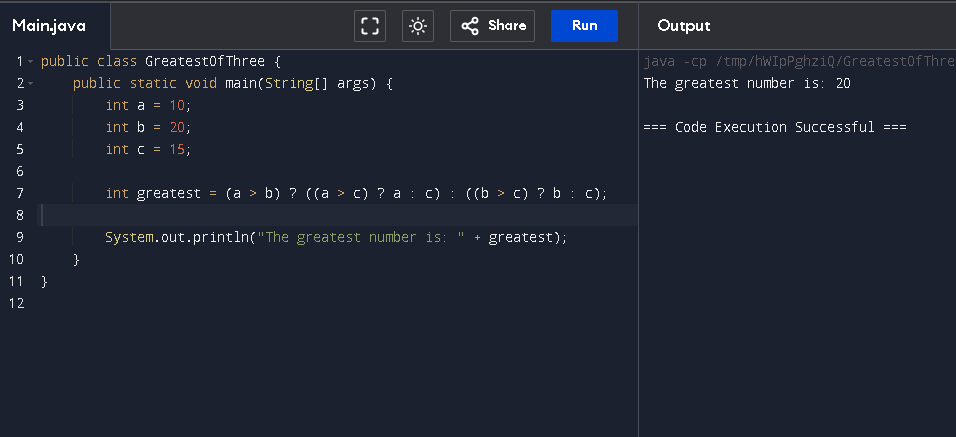 Main.java
Share
Run
Output
1 public class GreatestOfThree {
2     public static void main(String[] args) {
3         int a = 10;
4         int b = 20;
5         int c = 15;
6
7         int greatest = (a > b) ? ((a > c) ? a : c) : ((b > c) ? b : c);
8
9         System.out.println("The greatest number is: " + greatest);
10     }
11 }
12
java -cp /tmp/hWIpPghziQ/GreatestOfThre
The greatest number is: 20
=== Code Execution Successful ===